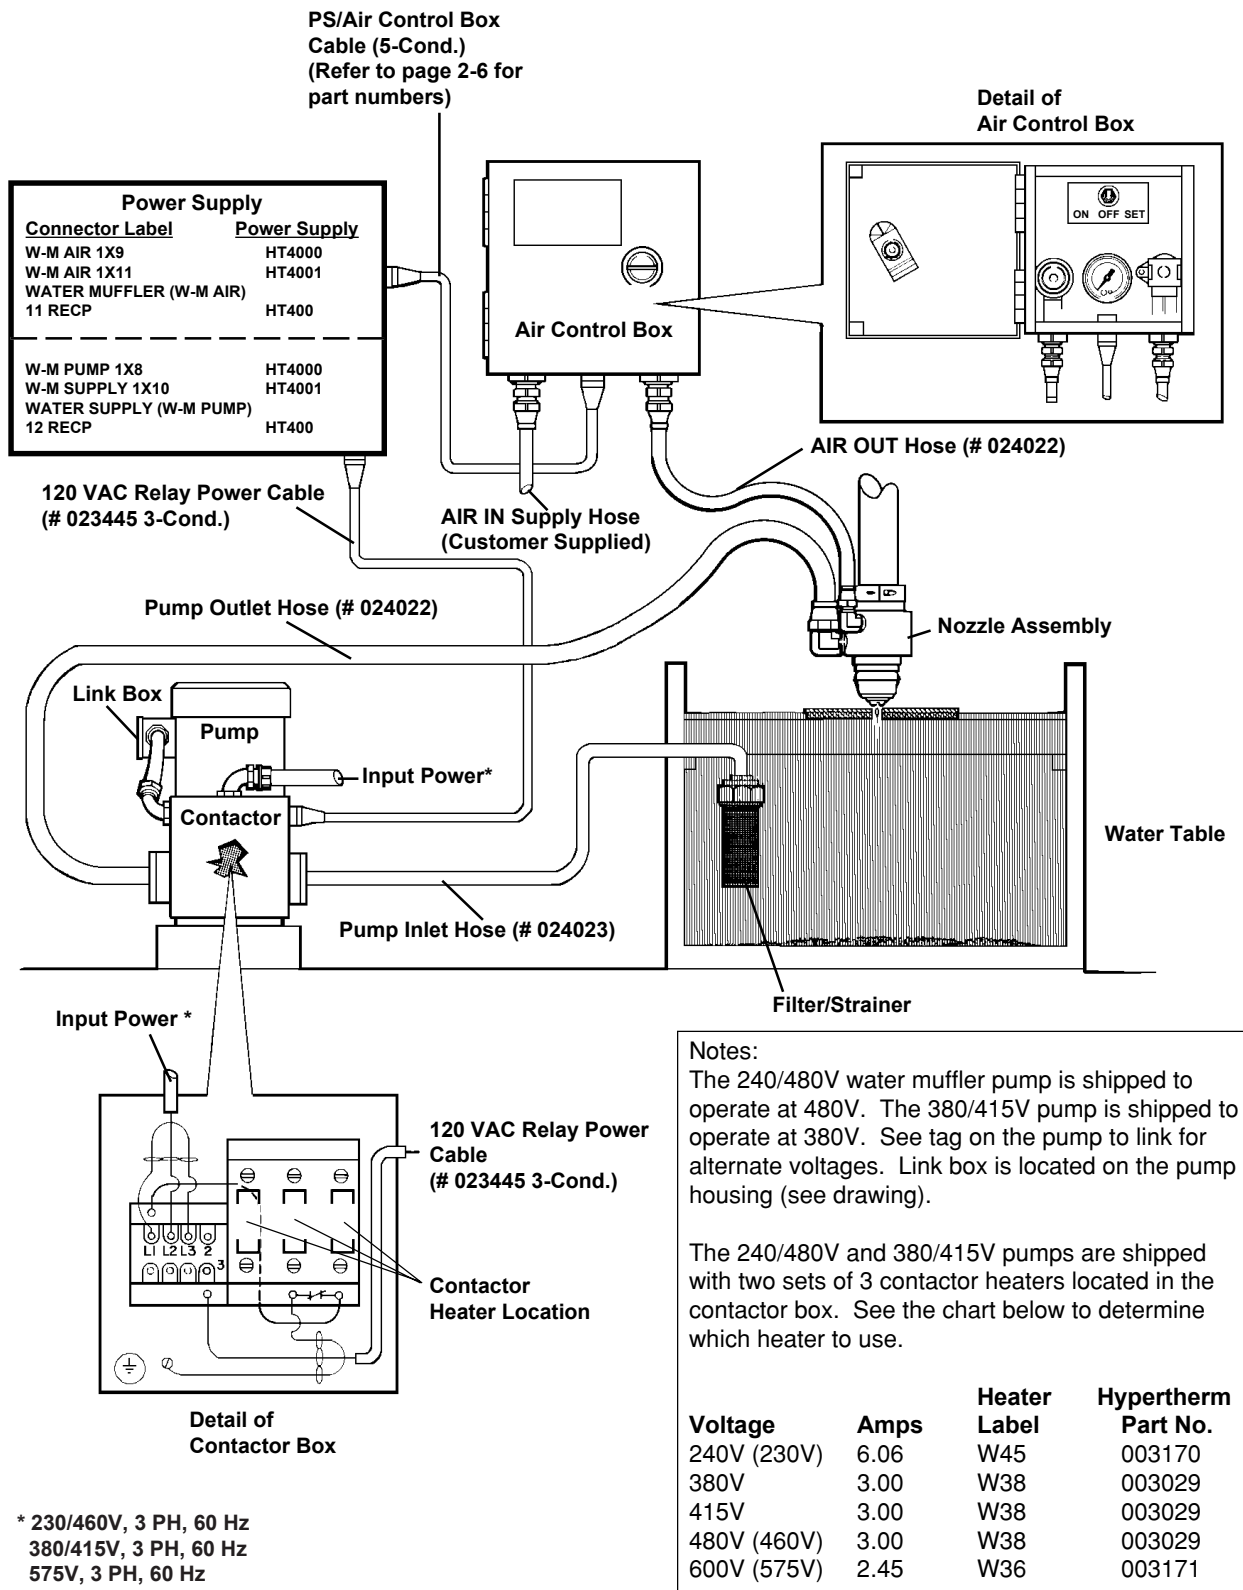 PS/Air Control Box
Cable (5-Cond.)
(Refer to page 2-6 for
part numbers)
Detail of
Air Control Box
ON OFF SET
Power Supply
Connector Label Power Supply
W-M AIR 1X9 HT4000
W-M AIR 1X11 HT4001
WATER MUFFLER (W-M AIR)
11 RECP HT400
W-M PUMP 1X8 HT4000
W-M SUPPLY 1X10 HT4001
WATER SUPPLY (W-M PUMP)
12 RECP HT400
Air Control Box
AIR OUT Hose (# 024022)
120 VAC Relay Power Cable
(# 023445 3-Cond.)
AIR IN Supply Hose
(Customer Supplied)
Pump Outlet Hose (# 024022)
Nozzle Assembly
Link Box
Pump
Input Power*
Contactor
Water Table
Pump Inlet Hose (# 024023)
Filter/Strainer
Input Power *
120 VAC Relay Power
Cable
(# 023445 3-Cond.)
L1 L2 L3 2
3
Contactor
Heater Location
Detail of
Contactor Box
* 230/460V, 3 PH, 60 Hz
380/415V, 3 PH, 60 Hz
575V, 3 PH, 60 Hz
Notes:
The 240/480V water muffler pump is shipped to
operate at 480V. The 380/415V pump is shipped to
operate at 380V. See tag on the pump to link for
alternate voltages. Link box is located on the pump
housing (see drawing).
The 240/480V and 380/415V pumps are shipped
with two sets of 3 contactor heaters located in the
contactor box. See the chart below to determine
which heater to use.
Heater Hypertherm
Voltage Amps Label Part No.
240V (230V) 6.06 W45 003170
380V 3.00 W38 003029
415V 3.00 W38 003029
480V (460V) 3.00 W38 003029
600V (575V) 2.45 W36 003171